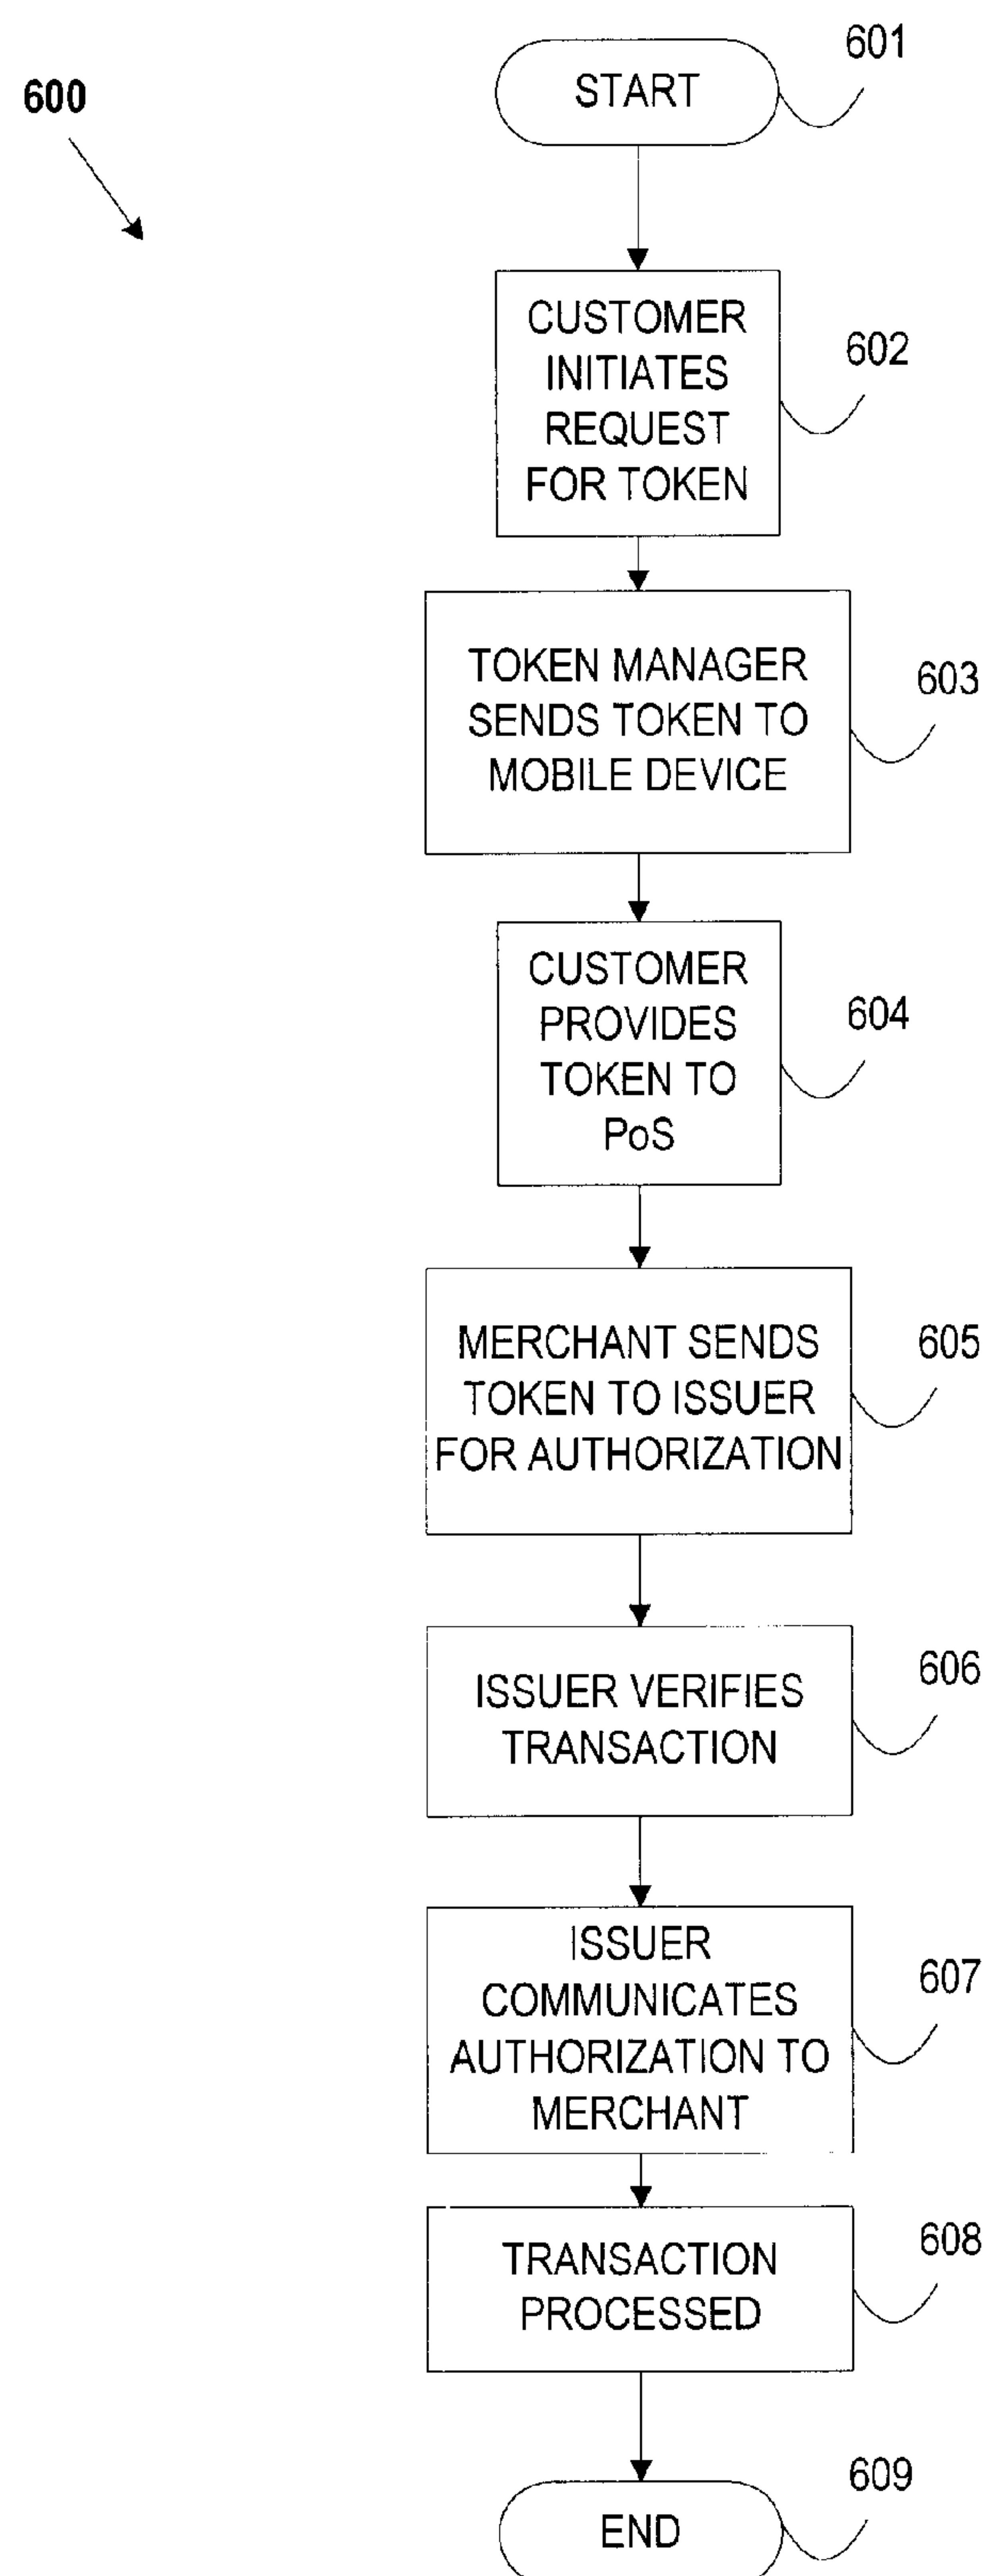 601
START
600
CUSTOMER
INITIATES
REQUEST
FOR TOKEN
602
TOKEN MANAGER
SENDS TOKEN TO
MOBILE DEVICE
603
CUSTOMER
PROVIDES
TOKEN TO
PoS
604
MERCHANT SENDS
TOKEN TO ISSUER
FOR AUTHORIZATION
605
ISSUER VERIFIES
TRANSACTION
606
ISSUER
COMMUNICATES
AUTHORIZATION TO
MERCHANT
607
TRANSACTION
PROCESSED
608
END
609